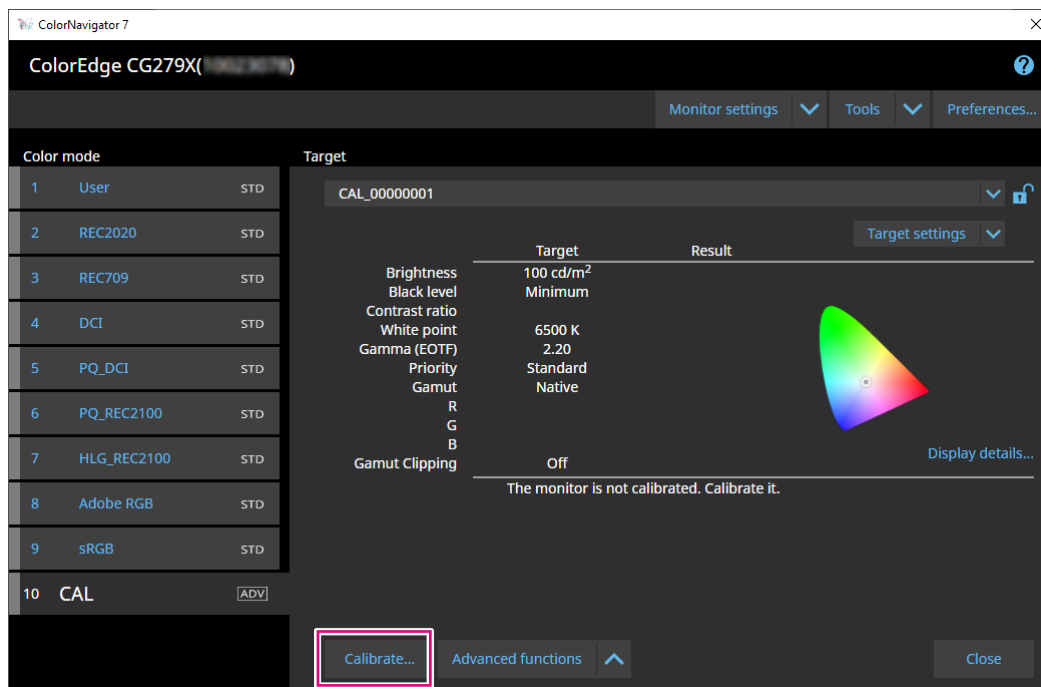 ColorNavigator 7
ColorEdge CG279X( )
Monitor settings Tools Preferences...
Color mode
Target
1 User STD
2 REC2020 STD
3 REC709 STD
4 DCI STD
5 PQ_DCI STD
6 PQ_REC2100 STD
7 HLG_REC2100 STD
8 Adobe RGB STD
9 sRGB STD
10 CAL ADV
CAL_00000001
Target settings
Target Result
Brightness 100 cd/m²
Black level Minimum
Contrast ratio
White point 6500 K
Gamma (EOTF) 2.20
Priority Standard
Gamut Native
R
G
B
Gamut Clipping Off
Display details...
The monitor is not calibrated. Calibrate it.
Calibrate... Advanced functions Close